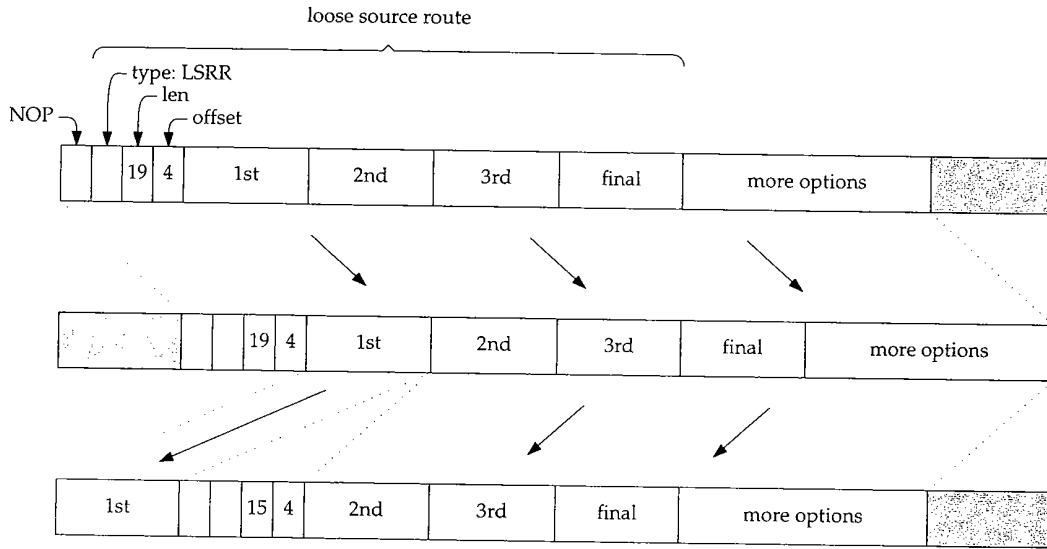 loose source route
type: LSRR
len
NOP
offset
19 4 1st 2nd 3rd final more options
19 4 1st 2nd 3rd final more options
1st 15 4 2nd 3rd final more options